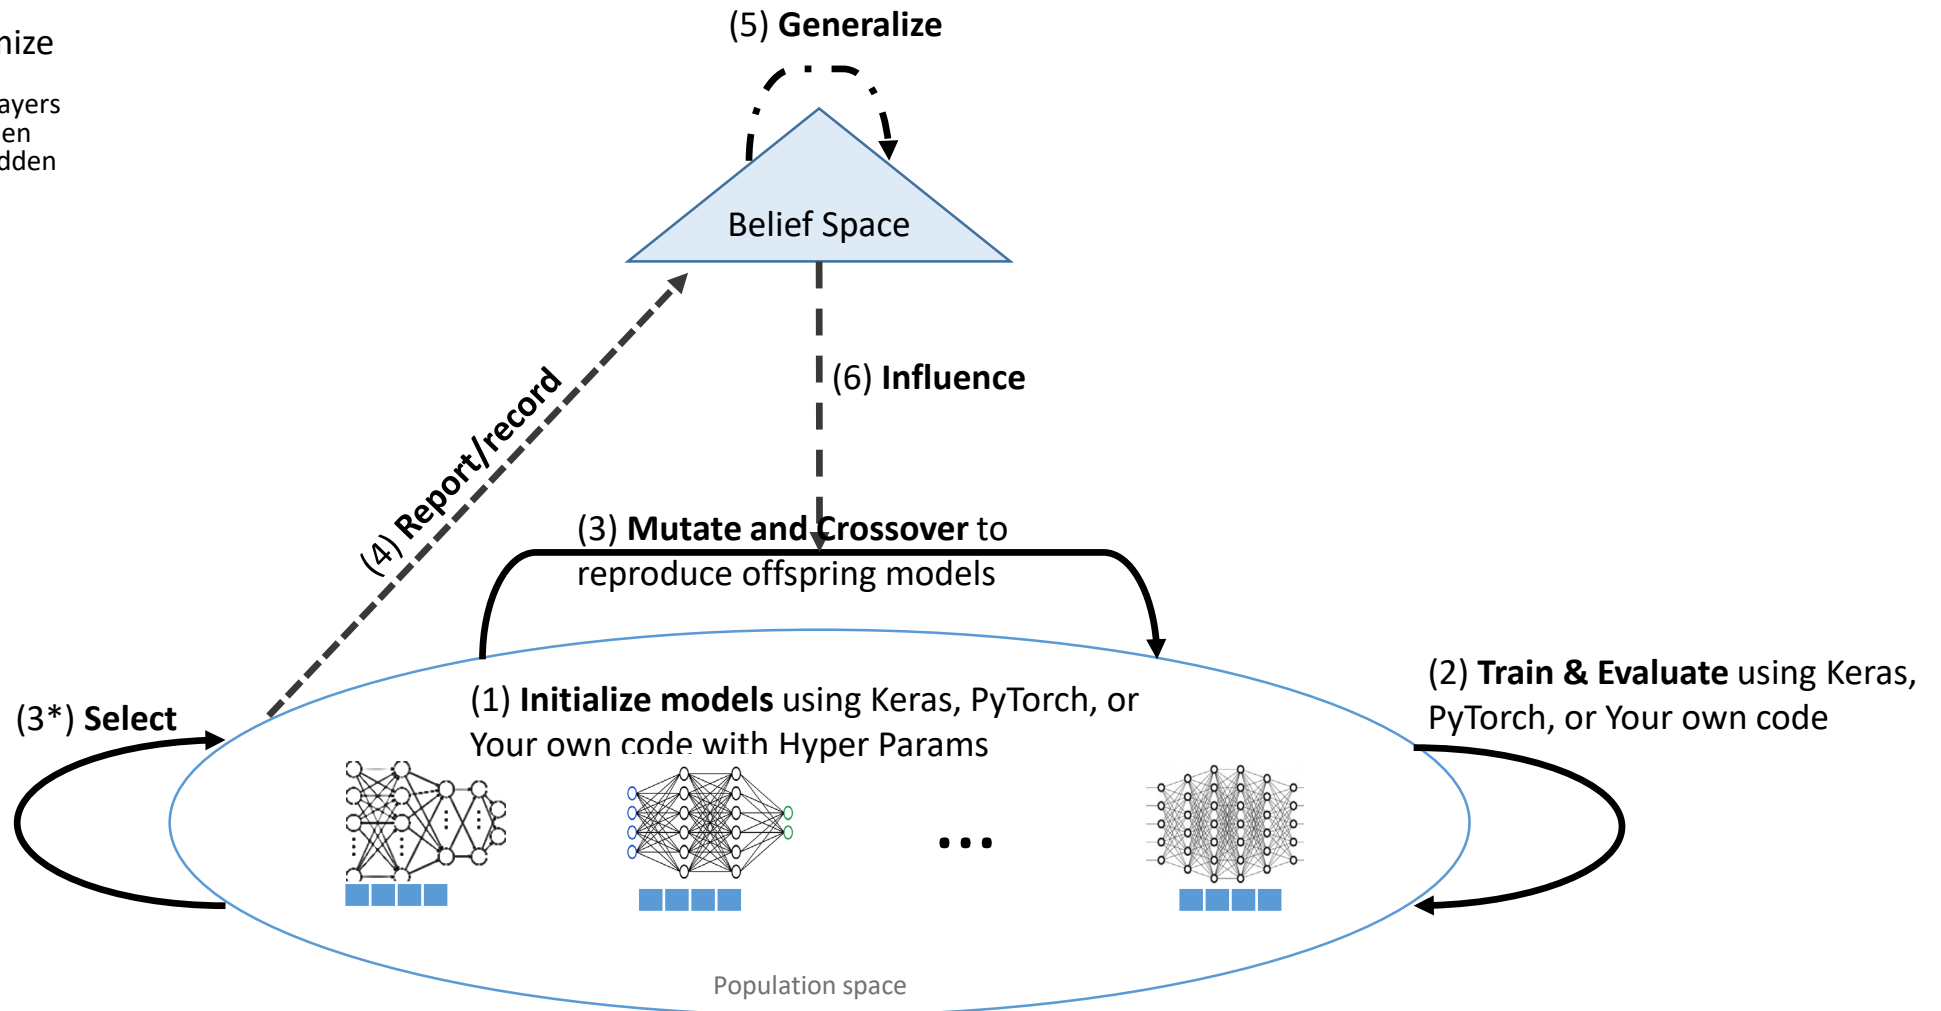 (5) Generalize
nize
ayers
en
dden
Belief Space
(6) Influence
(4) Report/record
(3) Mutate and Crossover to
reproduce offspring models
(1) Initialize models using Keras, PyTorch, or
Your own code with Hyper Params
(2) Train & Evaluate using Keras,
PyTorch, or Your own code
(3*) Select
...
Population space